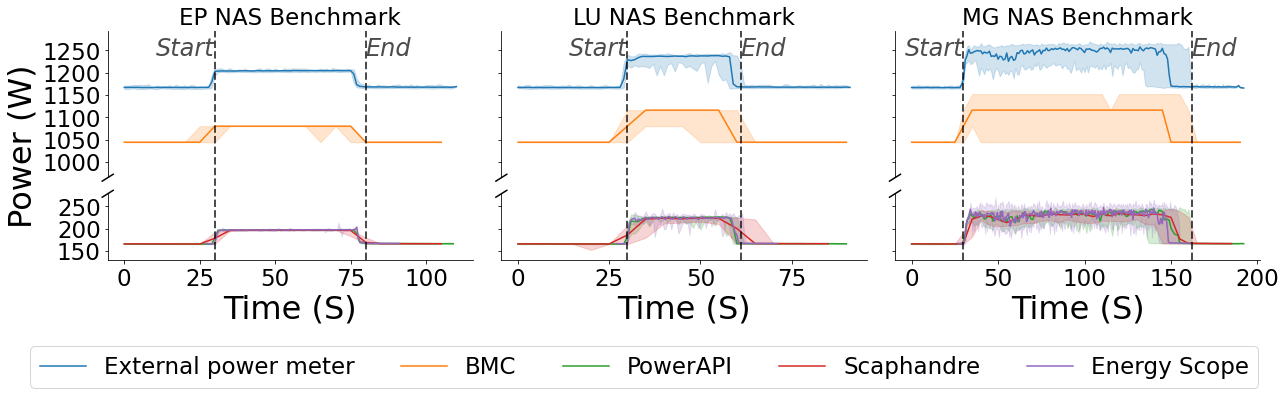 EP NAS Benchmark
LU NAS Benchmark
MG NAS Benchmark
Start
End
Start
End
Start
End
Power (W)
1250
1200
1150
1100
1050
1000
250
200
150
0 25 50 75 100
0 25 50 75
0 50 100 150 200
Time (S)
Time (S)
Time (S)
External power meter
BMC
PowerAPI
Scaphandre
Energy Scope